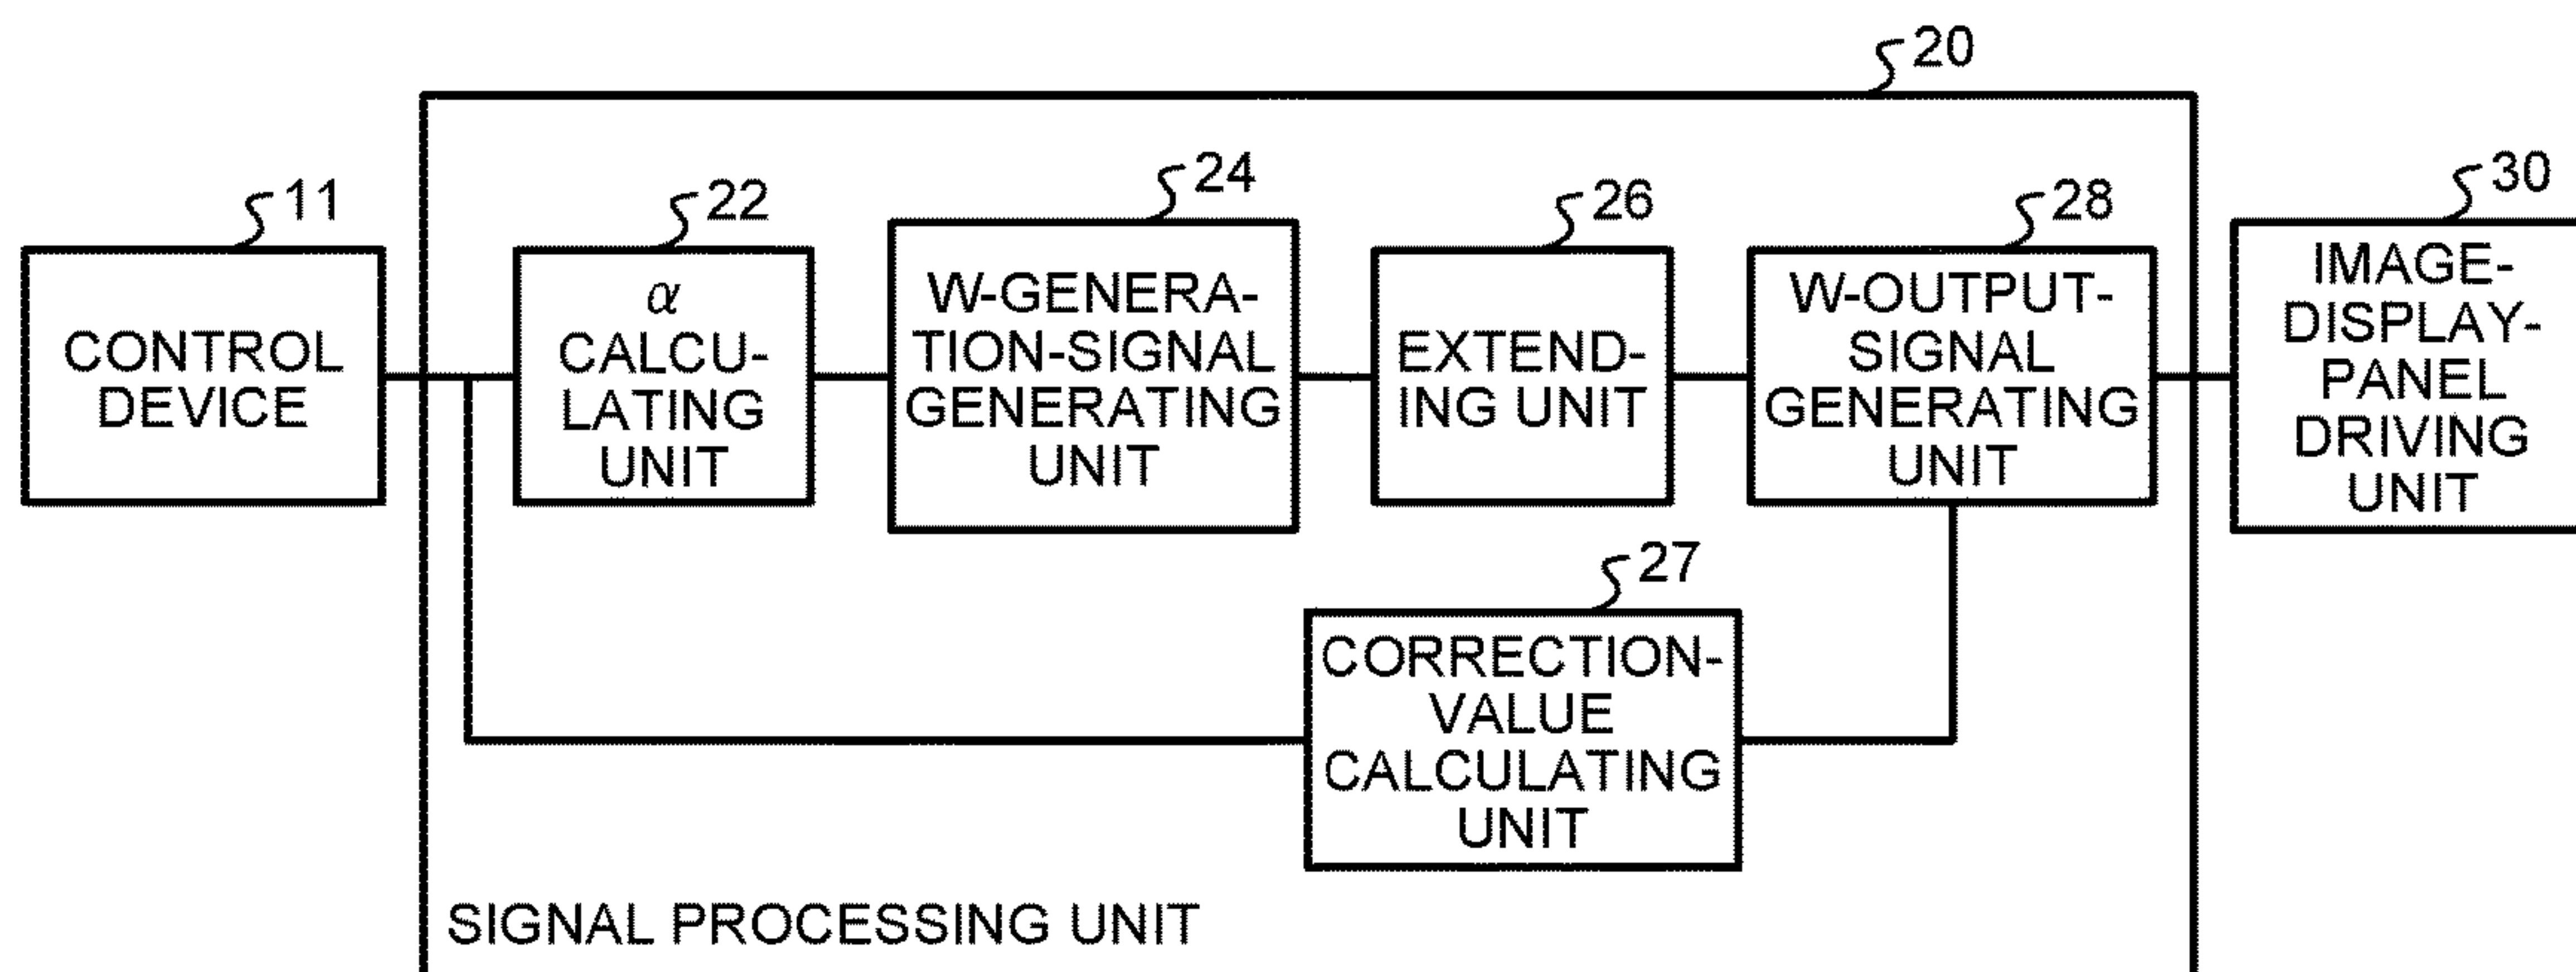 20
11
22
24
26
28
30
CONTROL
DEVICE
α
CALCU-
LATING
UNIT
W-GENERA-
TION-SIGNAL
GENERATING
UNIT
EXTEND-
ING UNIT
W-OUTPUT-
SIGNAL
GENERATING
UNIT
IMAGE-
DISPLAY-
PANEL
DRIVING
UNIT
27
CORRECTION-
VALUE
CALCULATING
UNIT
SIGNAL PROCESSING UNIT